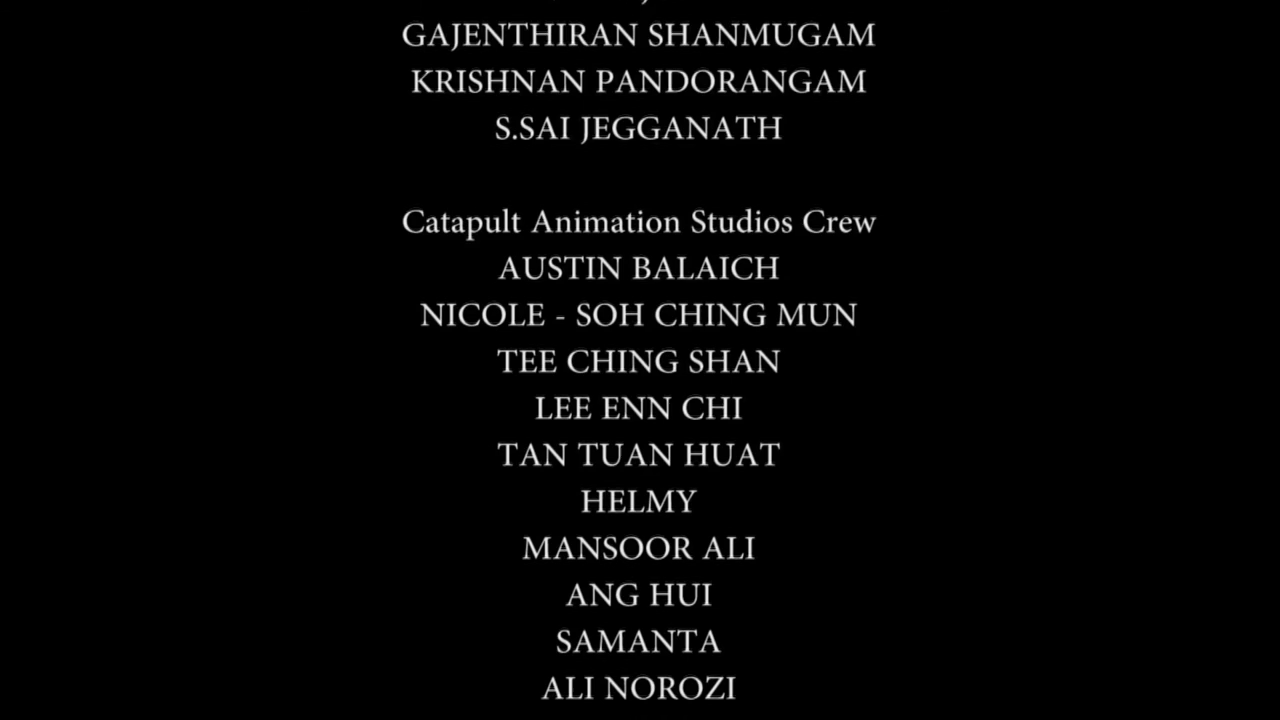 GAJENTHIRAN SHANMUGAM
KRISHNAN PANDORANGAM
S.SAI JEGGANATH
Catapult Animation Studios Crew
AUSTIN BALAICH
NICOLE - SOH CHING MUN
TEE CHING SHAN
LEE ENN CHI
TAN TUAN HUAT
HELMY
MANSOOR ALI
ANG HUI
SAMANTA
ALI NOROZI